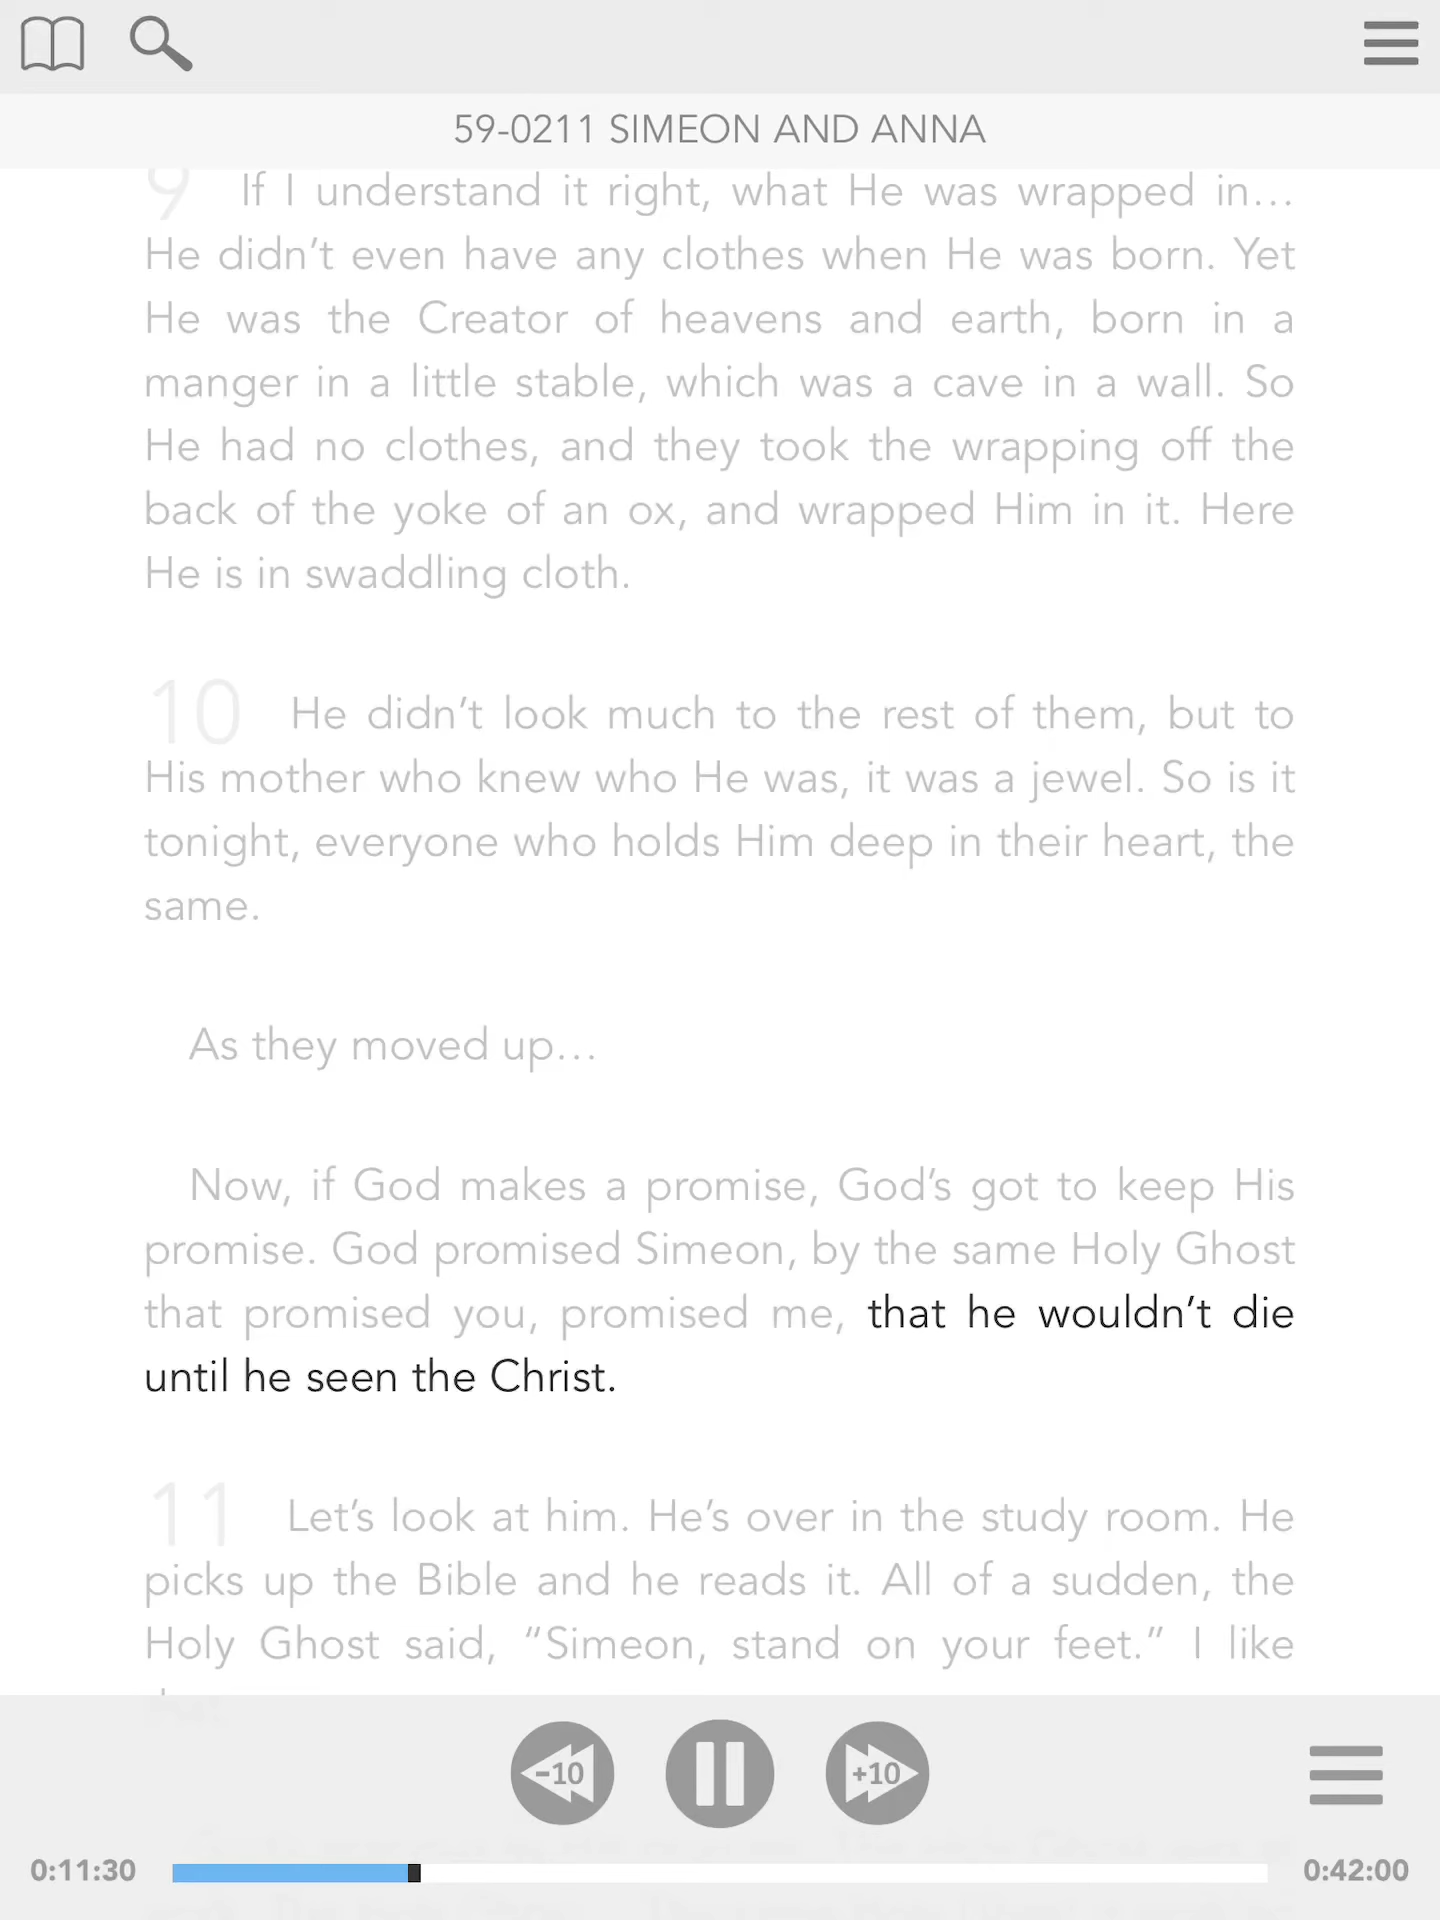 59-0211 SIMEON AND ANNA
9 If I understand it right, what He was wrapped in…
He didn’t even have any clothes when He was born. Yet
He was the Creator of heavens and earth, born in a
manger in a little stable, which was a cave in a wall. So
He had no clothes, and they took the wrapping off the
back of the yoke of an ox, and wrapped Him in it. Here
He is in swaddling cloth.
10 He didn’t look much to the rest of them, but to
His mother who knew who He was, it was a jewel. So is it
tonight, everyone who holds Him deep in their heart, the
same.
As they moved up…
Now, if God makes a promise, God’s got to keep His
promise. God promised Simeon, by the same Holy Ghost
that promised you, promised me, that he wouldn’t die
until he seen the Christ.
11 Let’s look at him. He’s over in the study room. He
picks up the Bible and he reads it. All of a sudden, the
Holy Ghost said, “Simeon, stand on your feet.” I like
-10 +10
0:11:30 0:42:00